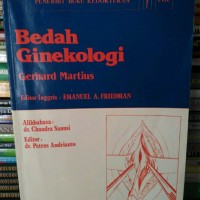 PENERBIT BUKU KEDOKTERAN
Bedah
Ginekologi
Gerhard Martius
Editor Inggris : EMANUEL A. FRIEDMAN
Alihbahasa :
dr. Chandra Sanusi
Editor :
dr. Petrus Andrianto